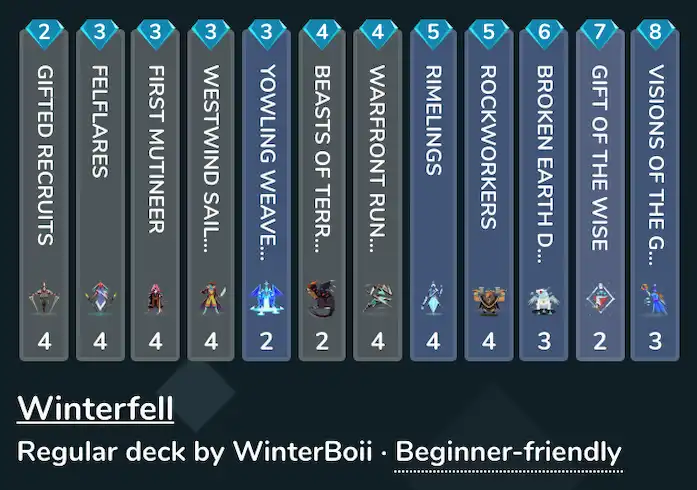 2 3 3 3 3 4 4 5 5 6 7 8
GIFTED RECRUITS
FELFLARES
FIRST MUTINEER
WESTWIND SAIL...
YOWLING WEAVE...
BEASTS OF TERR...
WARFRONT RUN...
RIMELINGS
ROCKWORKERS
BROKEN EARTH D...
GIFT OF THE WISE
VISIONS OF THE G...
4 4 4 4 2 2 4 4 4 3 2 3
Winterfell
Regular deck by WinterBoii · Beginner-friendly